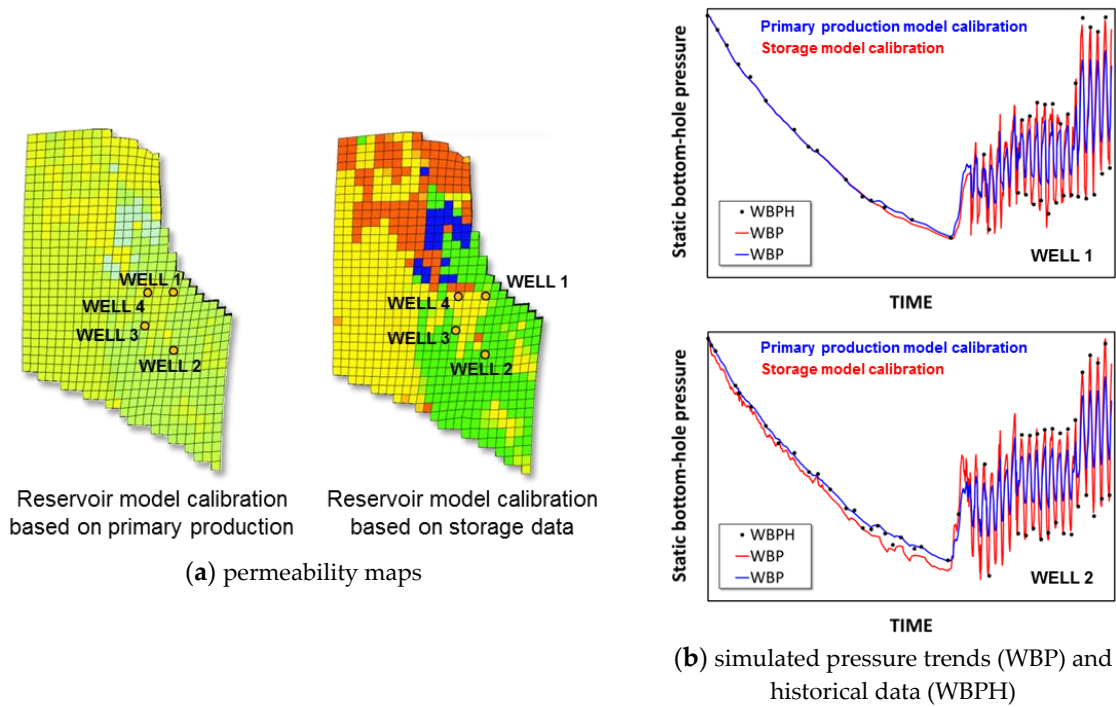 WELL 1
WELL 4
WELL 3
WELL 2
Reservoir model calibration
based on primary production
WELL 1
WELL 4
WELL 3
WELL 2
Reservoir model calibration
based on storage data
(a) permeability maps
Static bottom-hole pressure
Primary production model calibration
Storage model calibration
WBPH
WBP
WBP
WELL 1
TIME
Static bottom-hole pressure
Primary production model calibration
Storage model calibration
WBPH
WBP
WBP
WELL 2
TIME
(b) simulated pressure trends (WBP) and
historical data (WBPH)